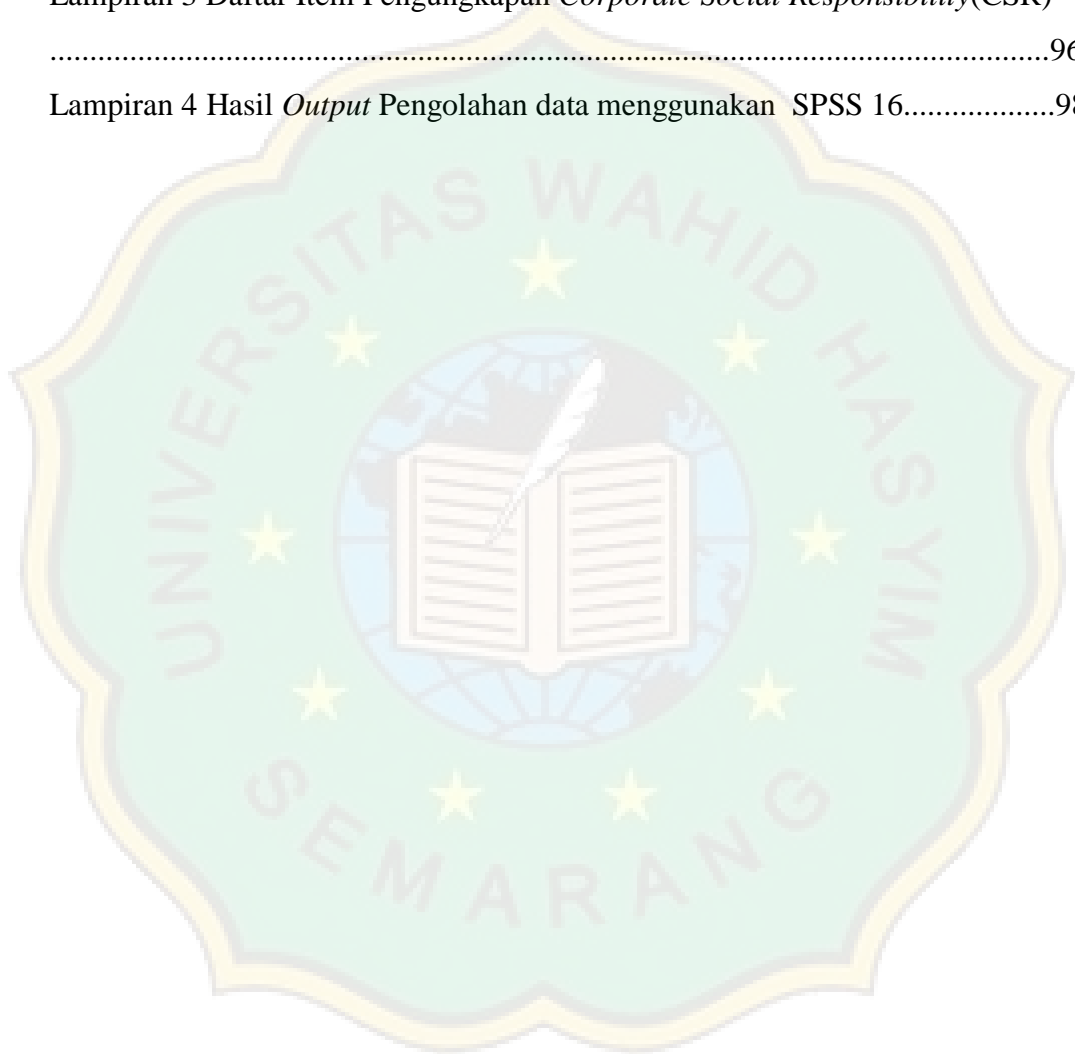 Lampiran 3 Daftar Item Pengungkapan Corporate Social Responsibility(CSR)
............................................................................................................................96
Lampiran 4 Hasil Output Pengolahan data menggunakan  SPSS 16..................98
UNIVERSITAS WAHID HASYIM
SEMARANG